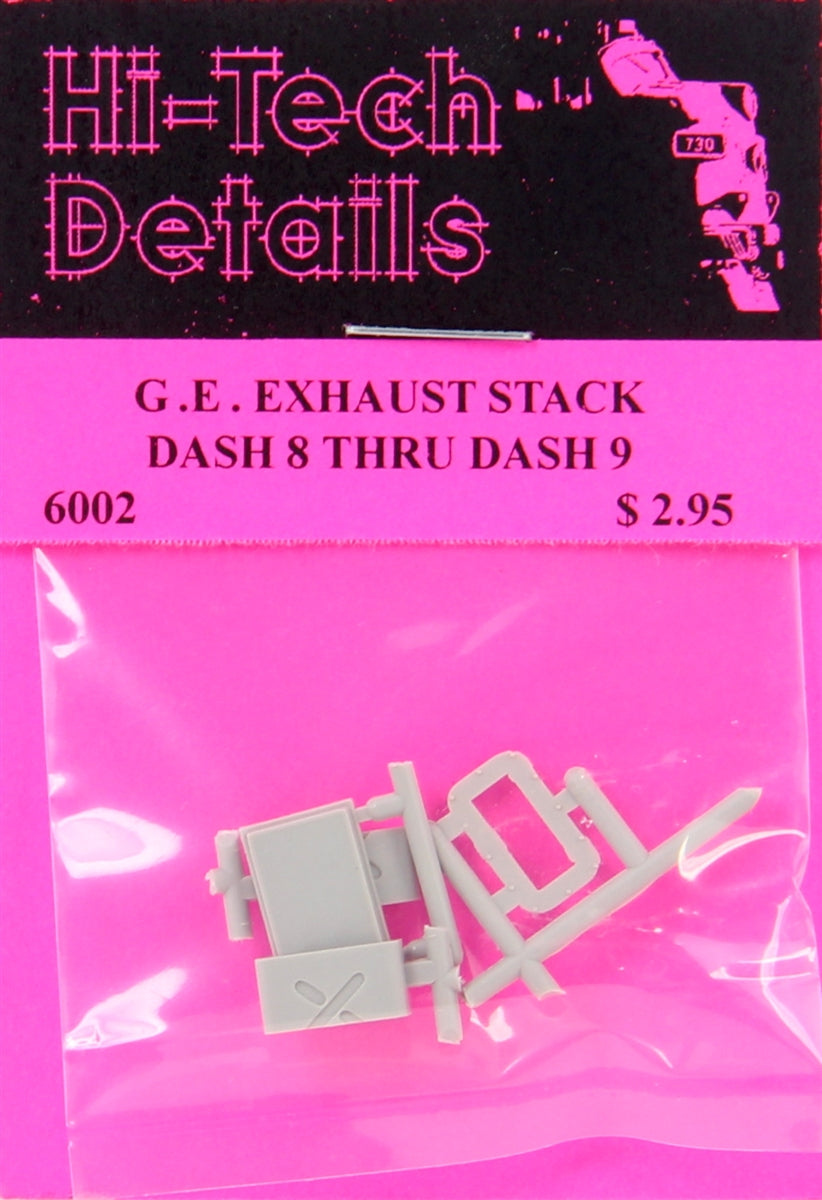 Hi-Tech
Details
730
G.E. EXHAUST STACK
DASH 8 THRU DASH 9
6002 $ 2.95